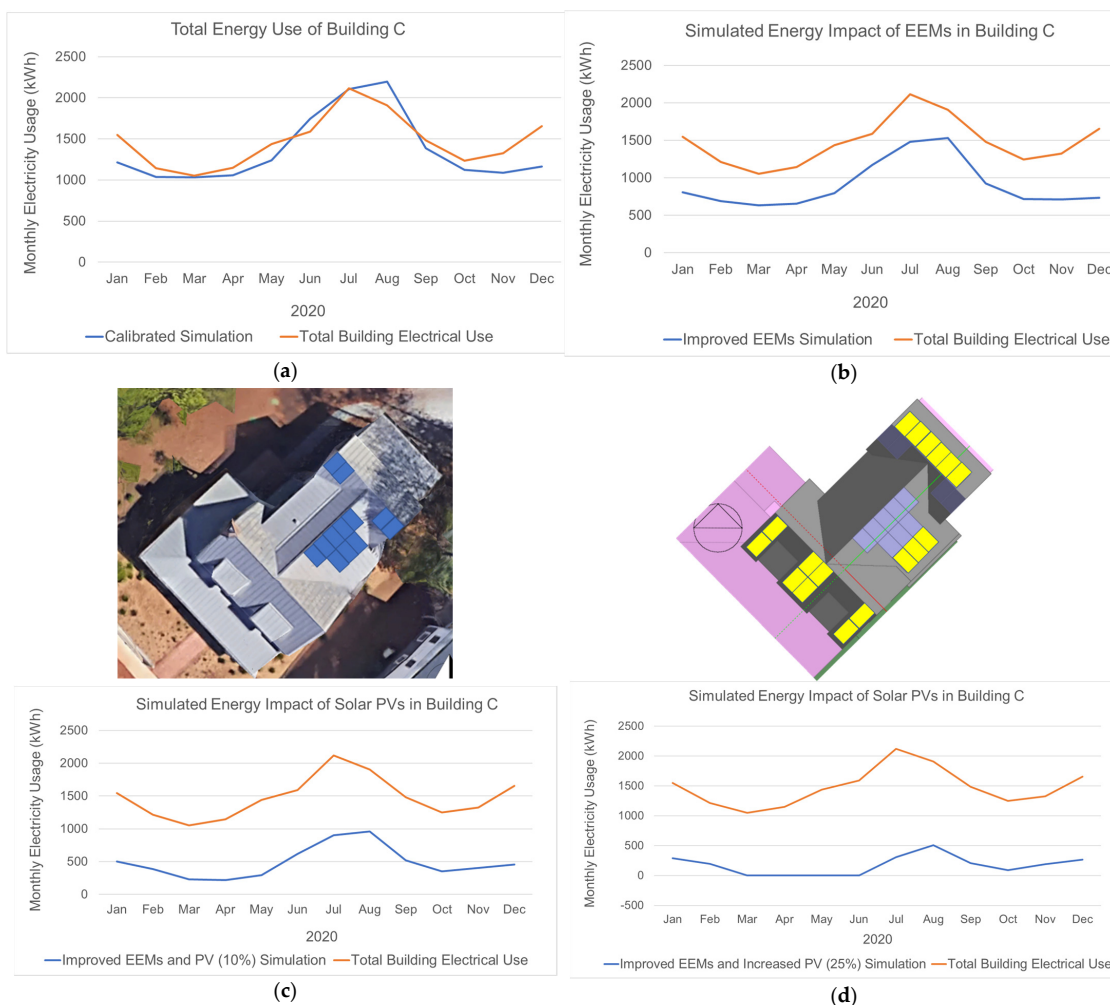 Total Energy Use of Building C
Monthly Electricity Usage (kWh)
2500
2000
1500
1000
500
0
Jan Feb Mar Apr May Jun Jul Aug Sep Oct Nov Dec
2020
Calibrated Simulation Total Building Electrical Use
(a)
Simulated Energy Impact of EEMs in Building C
Monthly Electricity Usage (kWh)
2500
2000
1500
1000
500
0
Jan Feb Mar Apr May Jun Jul Aug Sep Oct Nov Dec
2020
Improved EEMs Simulation Total Building Electrical Use
(b)
Simulated Energy Impact of Solar PVs in Building C
Monthly Electricity Usage (kWh)
2500
2000
1500
1000
500
0
Jan Feb Mar Apr May Jun Jul Aug Sep Oct Nov Dec
2020
Improved EEMs and PV (10%) Simulation Total Building Electrical Use
(c)
Simulated Energy Impact of Solar PVs in Building C
Monthly Electricity Usage (kWh)
2500
2000
1500
1000
500
0
-500
Jan Feb Mar Apr May Jun Jul Aug Sep Oct Nov Dec
2020
Improved EEMs and Increased PV (25%) Simulation Total Building Electrical Use
(d)